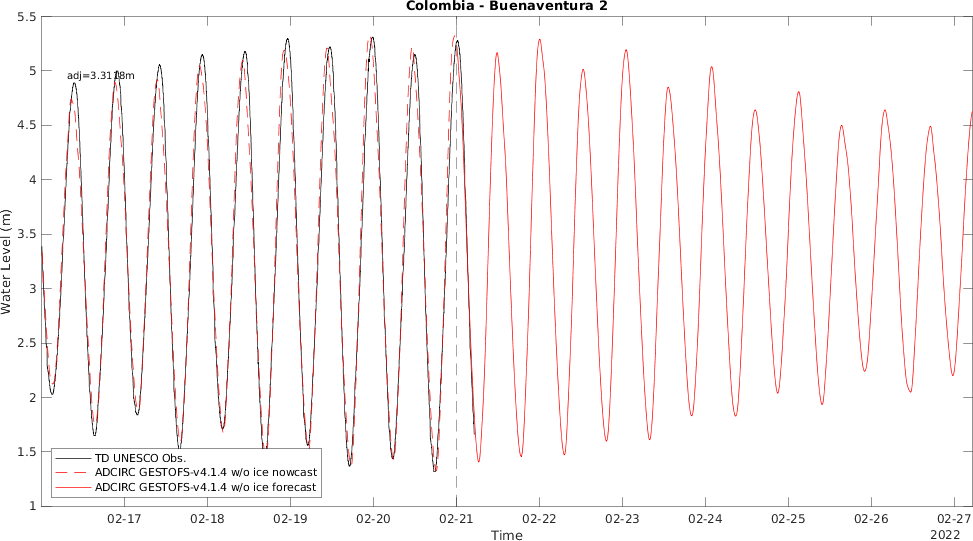 Colombia - Buenaventura 2
5.5
5
4.5
4
3.5
3
2.5
2
1.5
1
Water Level (m)
adj=3.3118m
TD UNESCO Obs.
ADCIRC GESTOFS-v4.1.4 w/o ice nowcast
ADCIRC GESTOFS-v4.1.4 w/o ice forecast
02-17 02-18 02-19 02-20 02-21 02-22 02-23 02-24 02-25 02-26 02-27
Time
2022